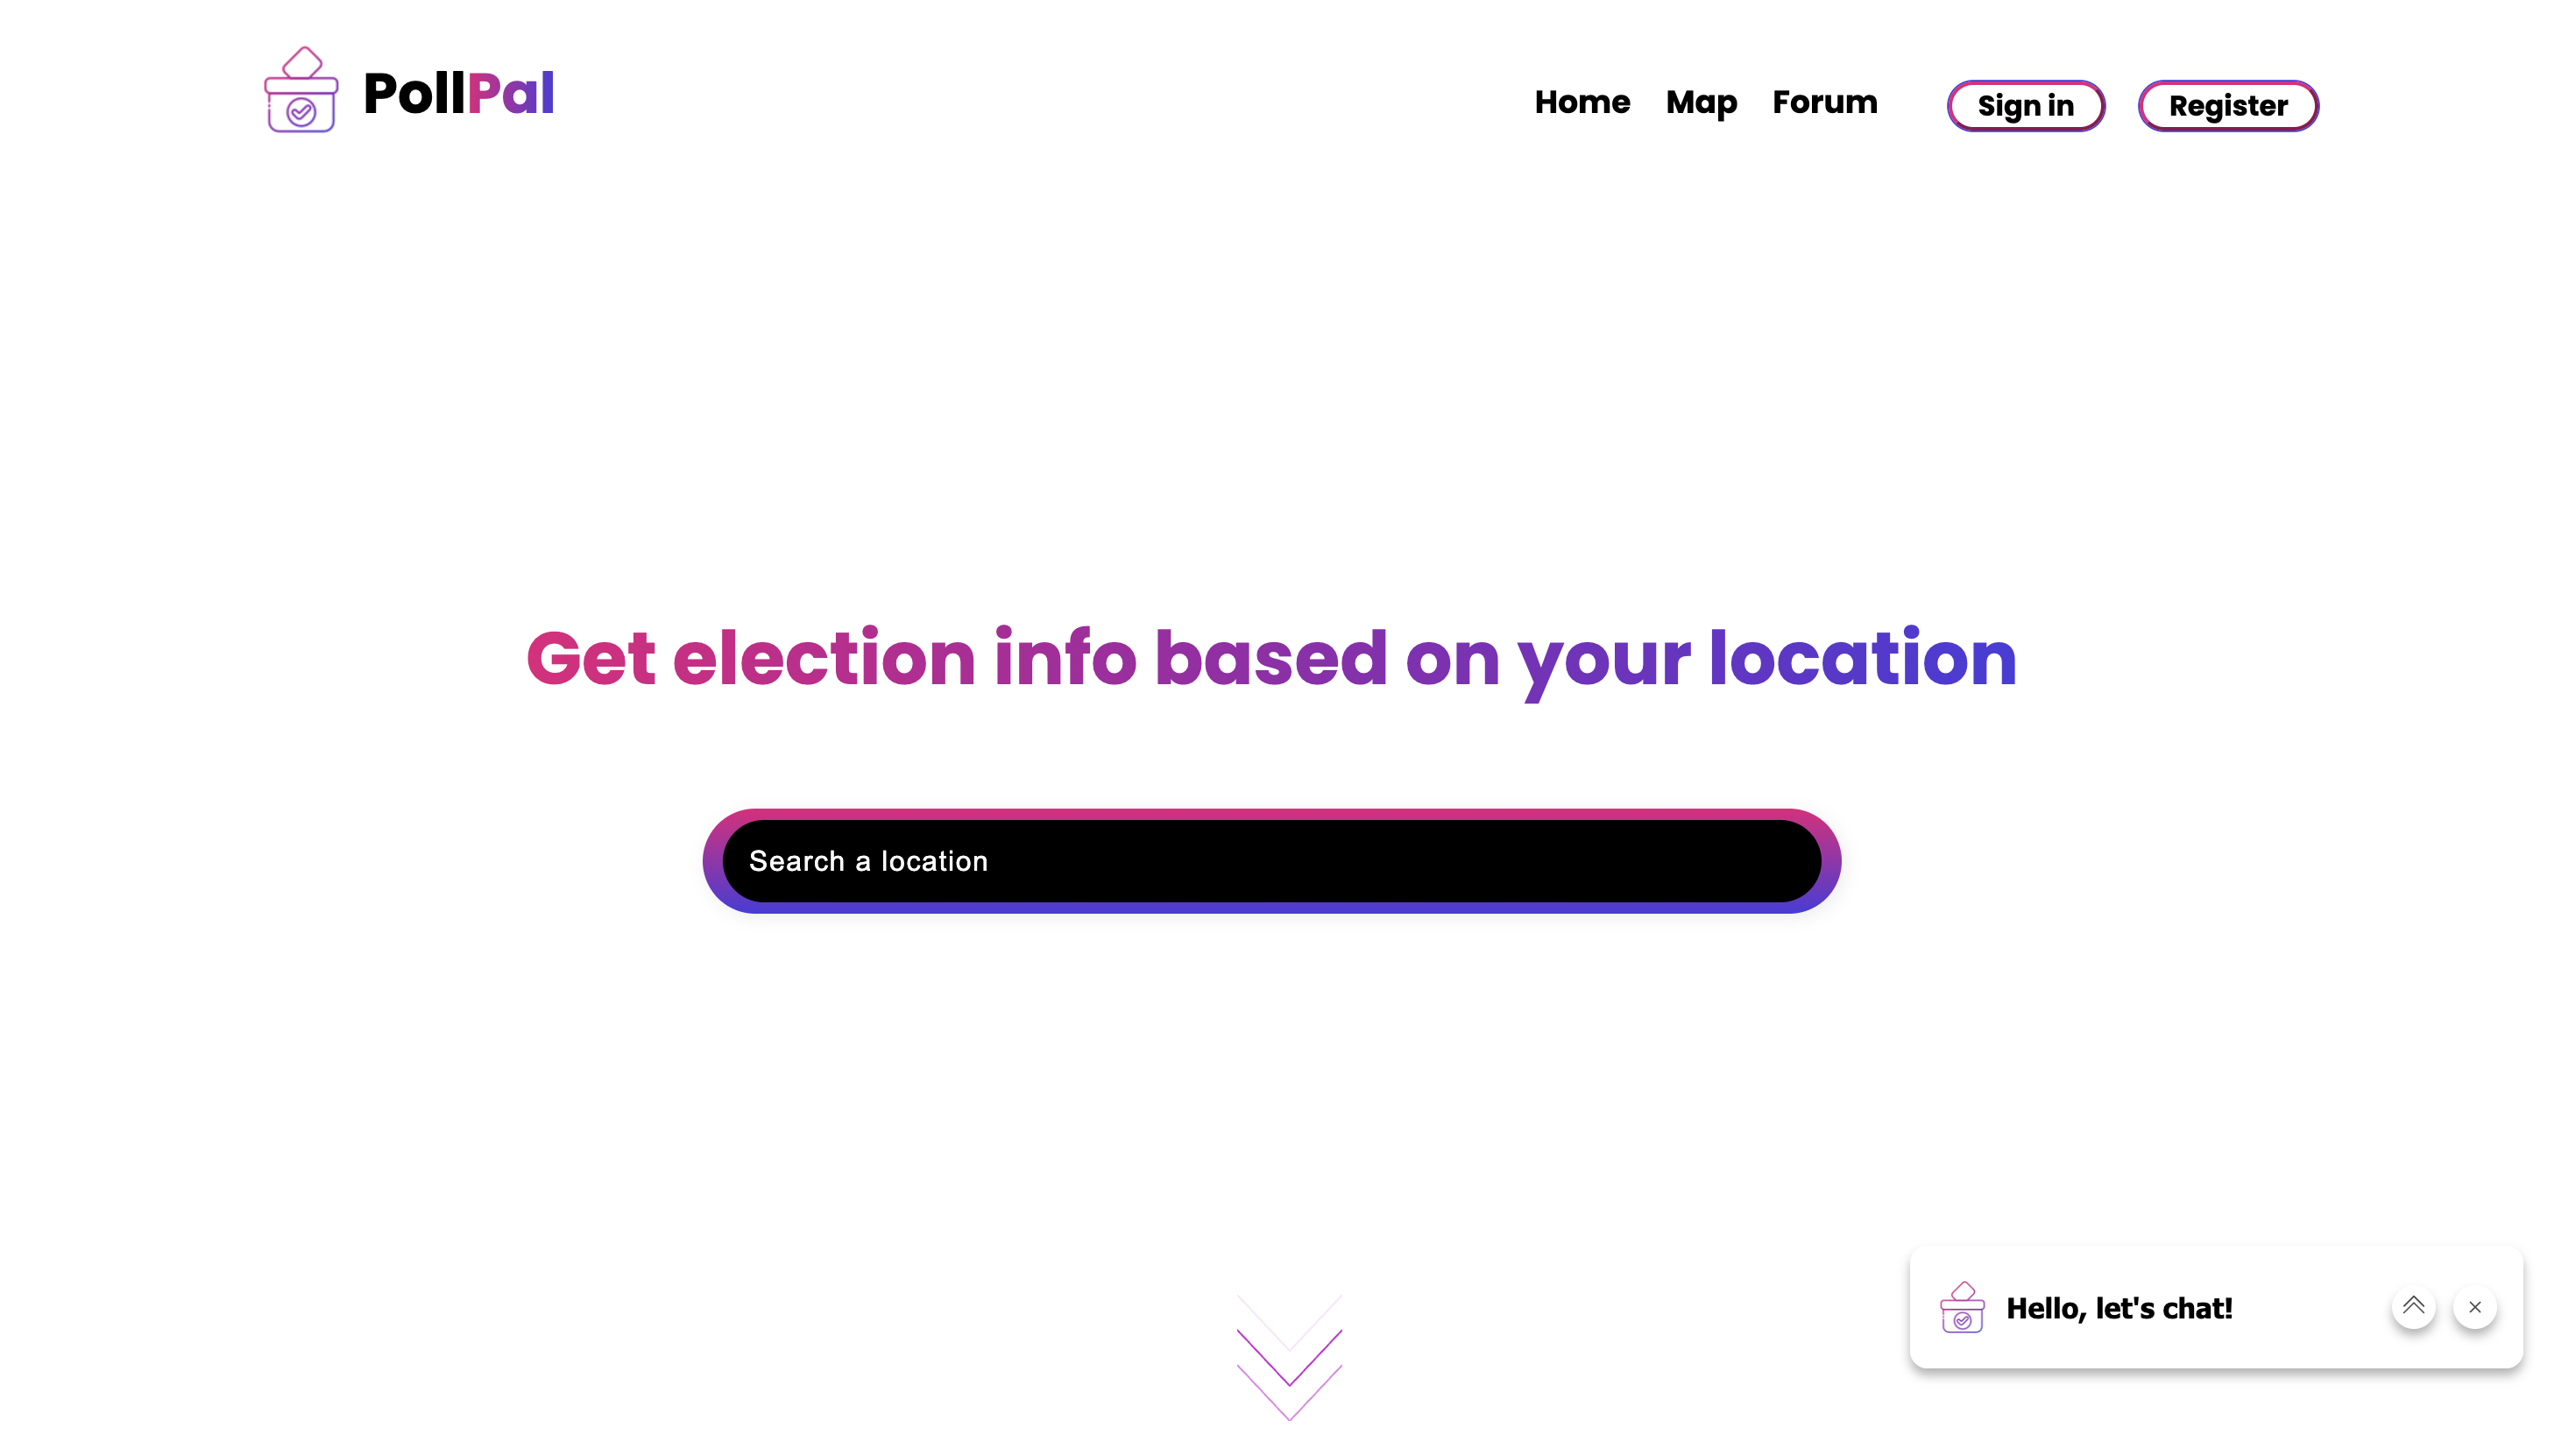 PollPal
Home Map Forum Sign in Register
Get election info based on your location
Search a location
Hello, let's chat!